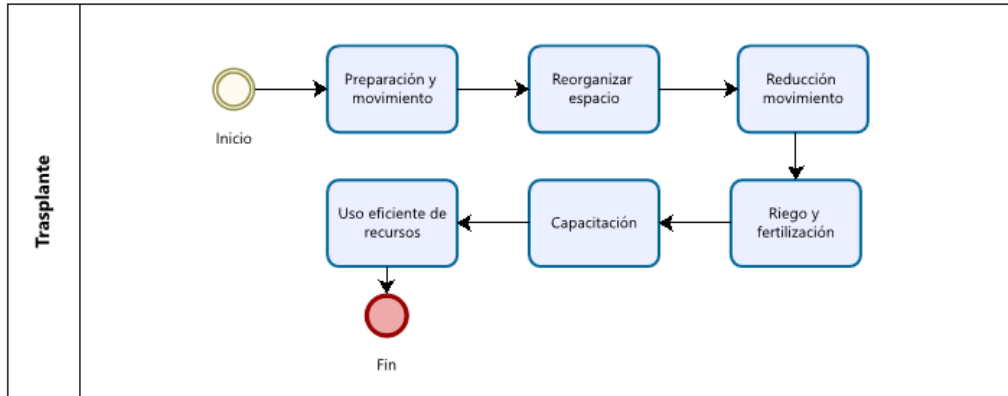 Trasplante
Inicio
Preparación y
movimiento
Reorganizar
espacio
Reducción
movimiento
Riego y
fertilización
Capacitación
Uso eficiente de
recursos
Fin